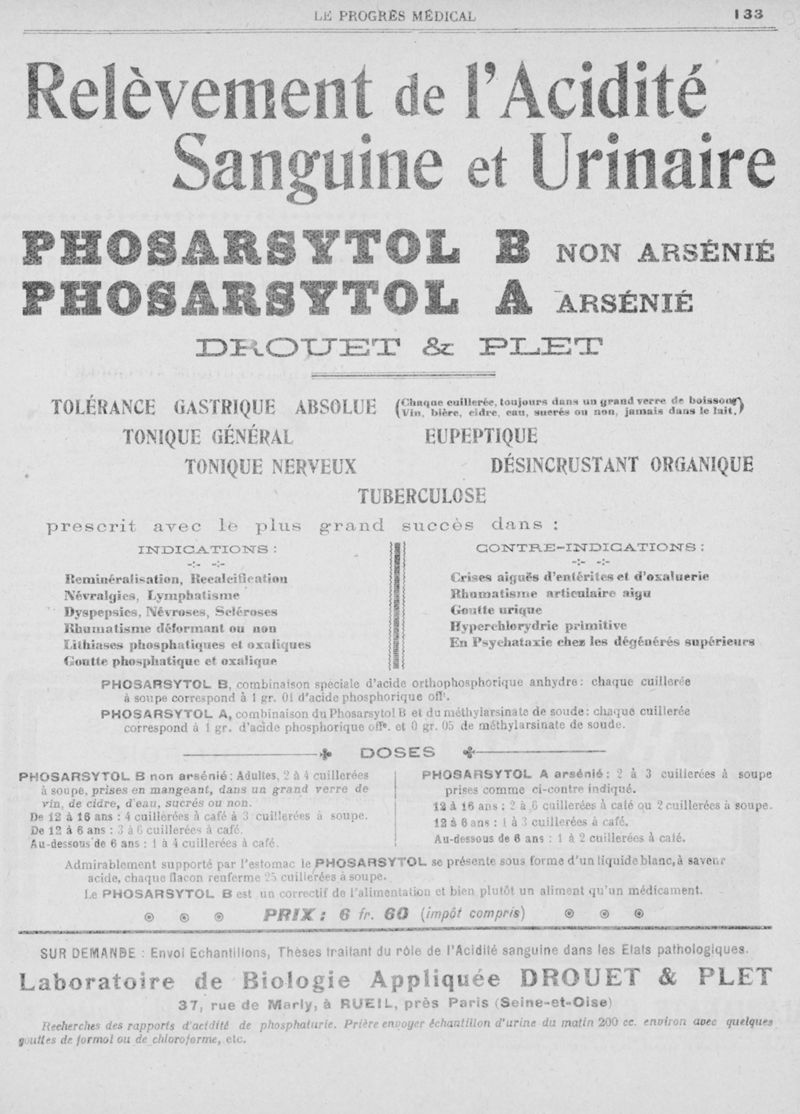 LE PROGRÈS MÉDICAL 133
Relèvement de l'Acidité
Sanguine et Urinaire
PHOSARSYTOL B NON ARSÉNIÉ
PHOSARSYTOL A ARSÉNIÉ
DROUET & PLET
TOLÉRANCE GASTRIQUE ABSOLUE (Chaque cuillerée, toujours dans un grand verre de boisson
Vin, bière, cidre, eau, sucrés ou non, jamais dans le lait.)
TONIQUE GÉNÉRAL EUPEPTIQUE
TONIQUE NERVEUX DÉSINCRUSTANT ORGANIQUE
TUBERCULOSE
prescrit avec le plus grand succès dans :
INDICATIONS :
-:- -:-
Reminéralisation, Recalcification
Névralgies, Lymphatisme
Dyspepsies, Névroses, Scléroses
Rhumatisme déformant ou non
Lithiases phosphatiques et oxaliques
Goutte phosphatique et oxalique
CONTRE-INDICATIONS :
-:- -:-
Crises aiguës d'entérites et d'oxaluerie
Rhumatisme articulaire aigu
Goutte urique
Hyperchlorydrie primitive
En Psychataxie chez les dégénérés supérieurs
PHOSARSYTOL B, combinaison spéciale d'acide orthophosphorique anhydre : chaque cuillerée
à soupe correspond à 1 gr. 01 d'acide phosphorique offl.
PHOSARSYTOL A, combinaison du Phosarsytol B et du méthylarsinate de soude : chaque cuillerée
correspond à 1 gr. d'acide phosphorique offle. et 0 gr. 05 de méthylarsinate de soude.
DOSES
PHOSARSYTOL B non arsénié : Adultes, 2 à 4 cuillerées
à soupe, prises en mangeant, dans un grand verre de
vin, de cidre, d'eau, sucrés ou non.
De 12 à 16 ans : 4 cuillerées à café à 3 cuillerées à soupe.
De 12 à 6 ans : 3 à 6 cuillerées à café.
Au-dessous de 6 ans : 1 à 4 cuillerées à café.
PHOSARSYTOL A arsénié : 2 à 3 cuillerées à soupe
prises comme ci-contre indiqué.
12 à 16 ans : 2 à 6 cuillerées à café ou 2 cuillerées à soupe.
12 à 6 ans : 1 à 3 cuillerées à café.
Au-dessous de 6 ans : 1 à 2 cuillerées à café.
Admirablement supporté par l'estomac le PHOSARSYTOL se présente sous forme d'un liquide blanc, à saveur
acide, chaque flacon renferme 25 cuillerées à soupe.
Le PHOSARSYTOL B est un correctif de l'alimentation et bien plutôt un aliment qu'un médicament.
PRIX : 6 fr. 60 (impôt compris)
SUR DEMANDE : Envoi Echantillons, Thèses traitant du rôle de l'Acidité sanguine dans les Etats pathologiques.
Laboratoire de Biologie Appliquée DROUET & PLET
37, rue de Marly, à RUEIL, près Paris (Seine-et-Oise)
Recherches des rapports d'acidité de phosphaturie. Prière envoyer échantillon d'urine du matin 200 cc. environ avec quelques
gouttes de formol ou de chloroforme, etc.